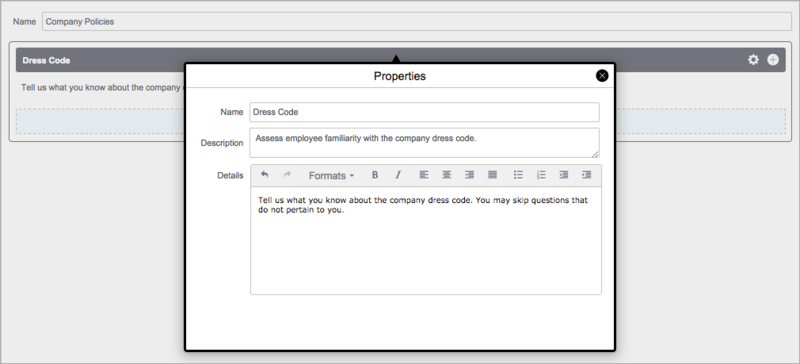 Name Company Policies
Dress Code
Tell us what you know about the company
Properties
Name Dress Code
Description Assess employee familiarity with the company dress code.
Details Formats B I
Tell us what you know about the company dress code. You may skip questions that
do not pertain to you.